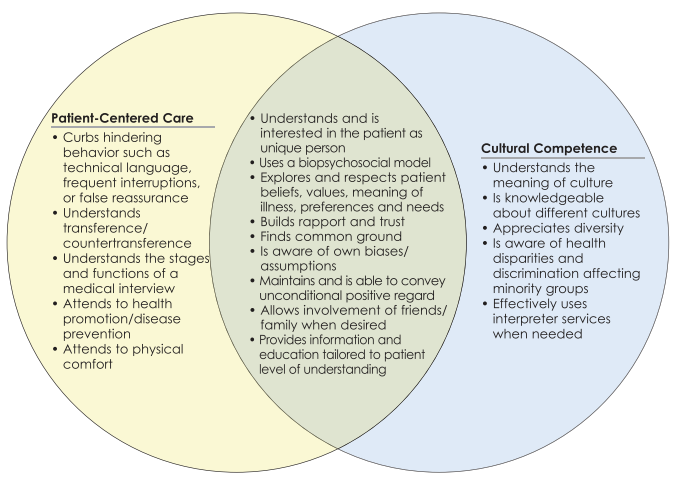 Patient-Centered Care
• Curbs hindering
behavior such as
technical language,
frequent interruptions,
or false reassurance
• Understands
transference/
countertransference
• Understands the stages
and functions of a
medical interview
• Attends to health
promotion/disease
prevention
• Attends to physical
comfort
• Understands and is
interested in the patient as
unique person
• Uses a biopsychosocial model
• Explores and respects patient
beliefs, values, meaning of
illness, preferences and needs
• Builds rapport and trust
• Finds common ground
• Is aware of own biases/
assumptions
• Maintains and is able to convey
unconditional positive regard
• Allows involvement of friends/
family when desired
• Provides information and
education tailored to patient
level of understanding
Cultural Competence
• Understands the
meaning of culture
• Is knowledgeable
about different cultures
• Appreciates diversity
• Is aware of health
disparities and
discrimination affecting
minority groups
• Effectively uses
interpreter services
when needed